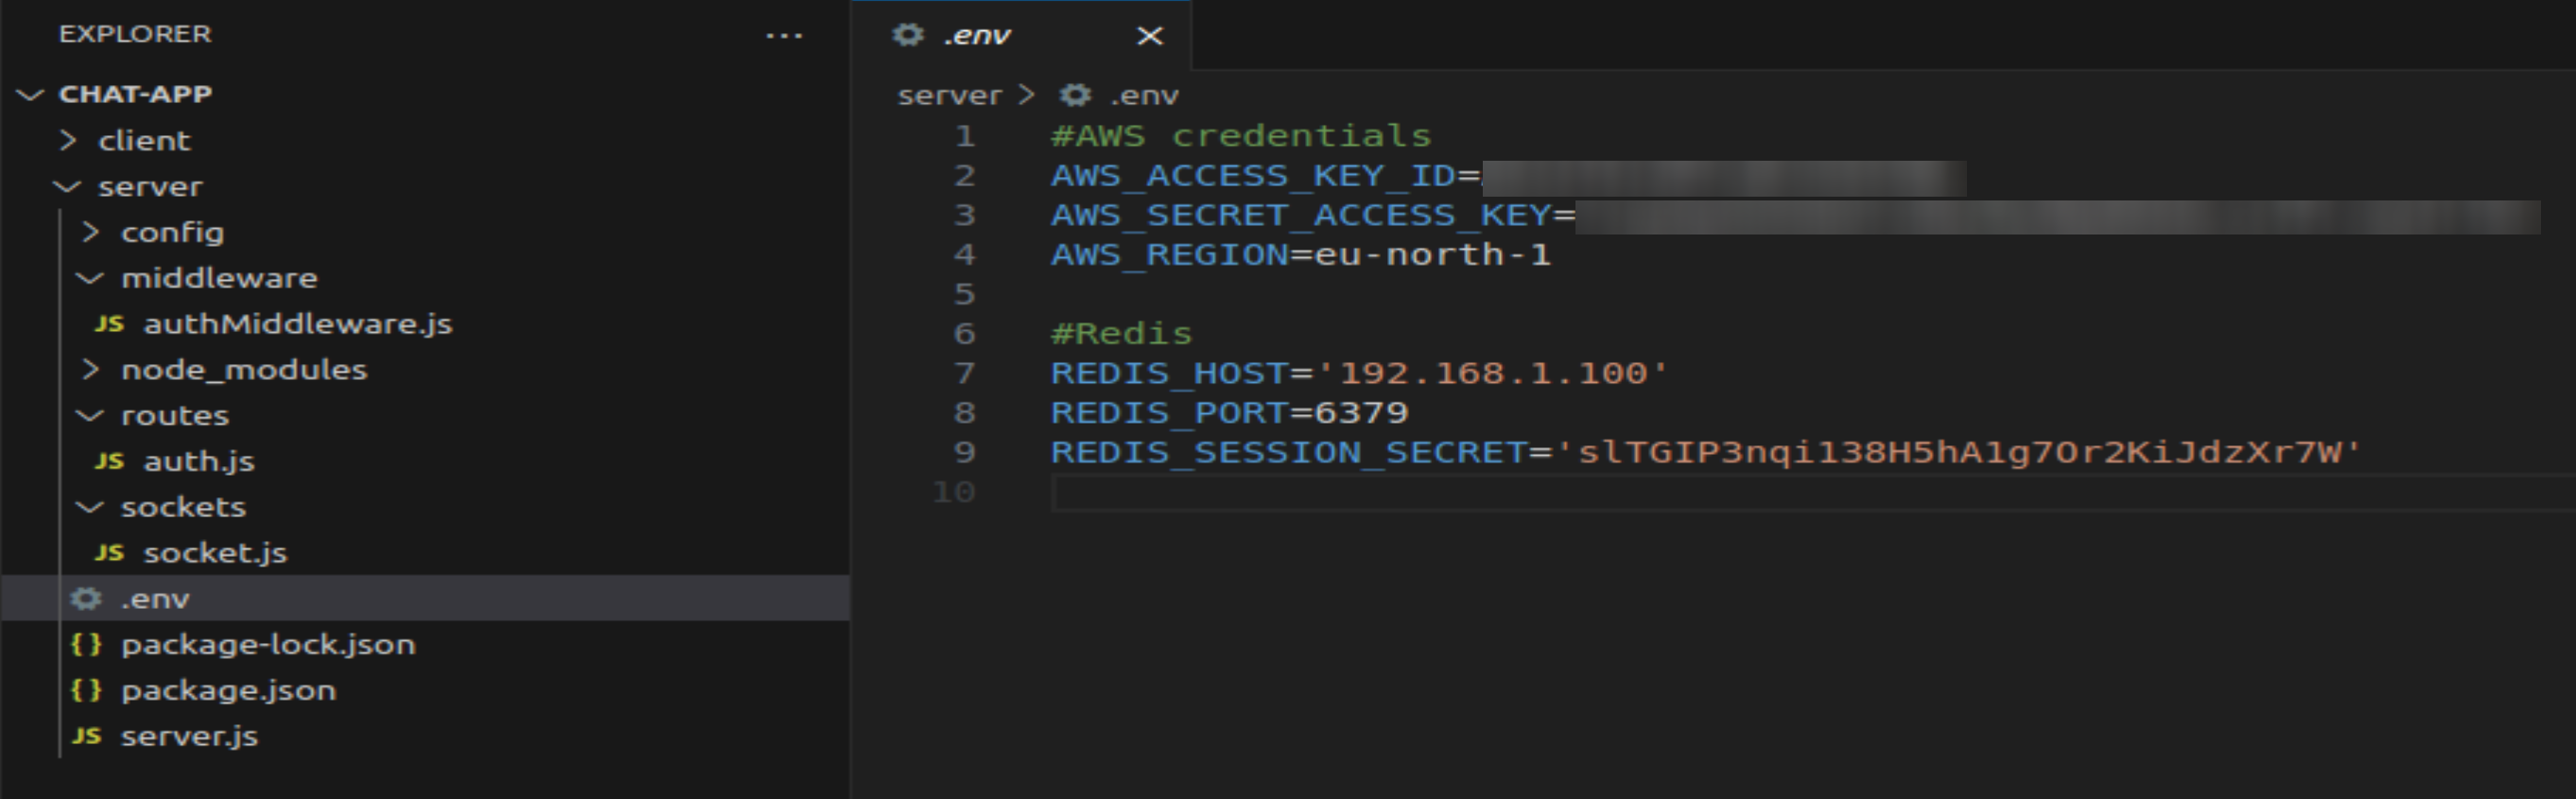 EXPLORER
CHAT-APP
client
server
config
middleware
JS authMiddleware.js
node_modules
routes
JS auth.js
sockets
JS socket.js
.env
{} package-lock.json
{} package.json
JS server.js
.env
server > .env
1 #AWS credentials
2 AWS_ACCESS_KEY_ID=
3 AWS_SECRET_ACCESS_KEY=
4 AWS_REGION=eu-north-1
5
6 #Redis
7 REDIS_HOST='192.168.1.100'
8 REDIS_PORT=6379
9 REDIS_SESSION_SECRET='slTGIP3nqi138H5hA1g7Or2KiJdzXr7W'
10